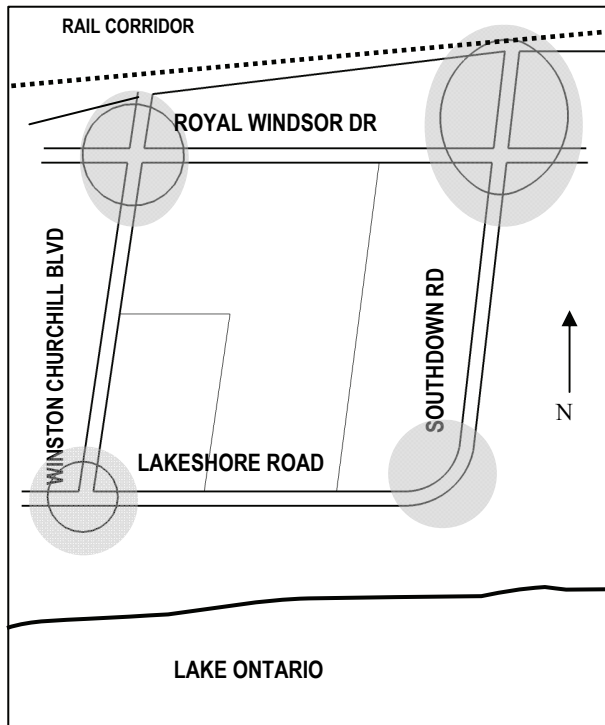 RAIL CORRIDOR
ROYAL WINDSOR DR
WINSTON CHURCHILL BLVD
SOUTHDOWN RD
N
LAKESHORE ROAD
LAKE ONTARIO